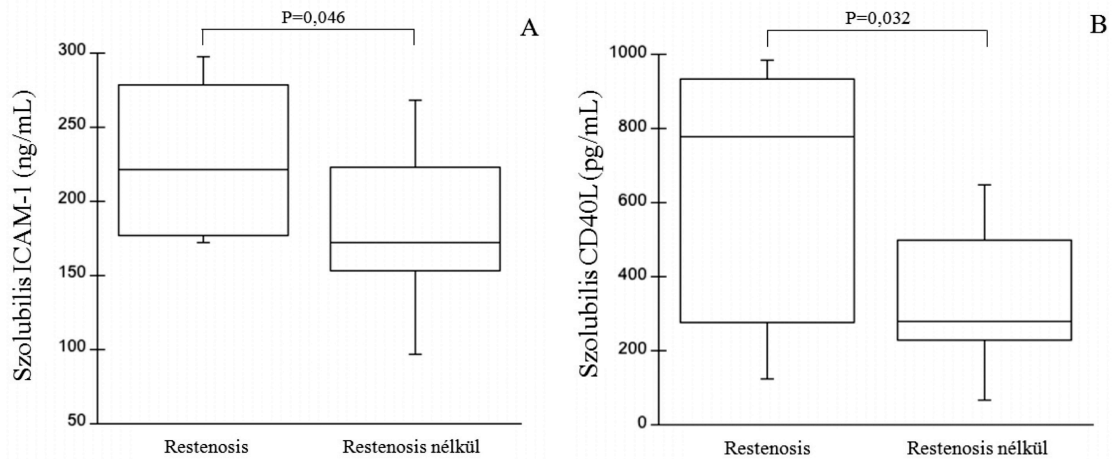 P=0,046
A
300
250
200
150
100
50
Szolubilis ICAM-1 (ng/mL)
Restenosis
Restenosis nélkül
P=0,032
B
1000
800
600
400
200
0
Szolubilis CD40L (pg/mL)
Restenosis
Restenosis nélkül